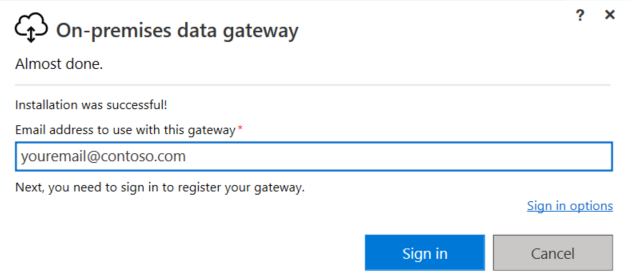 ? ×
On-premises data gateway
Almost done.
Installation was successful!
Email address to use with this gateway*
youremail@contoso.com
Next, you need to sign in to register your gateway.
Sign in options
Sign in Cancel